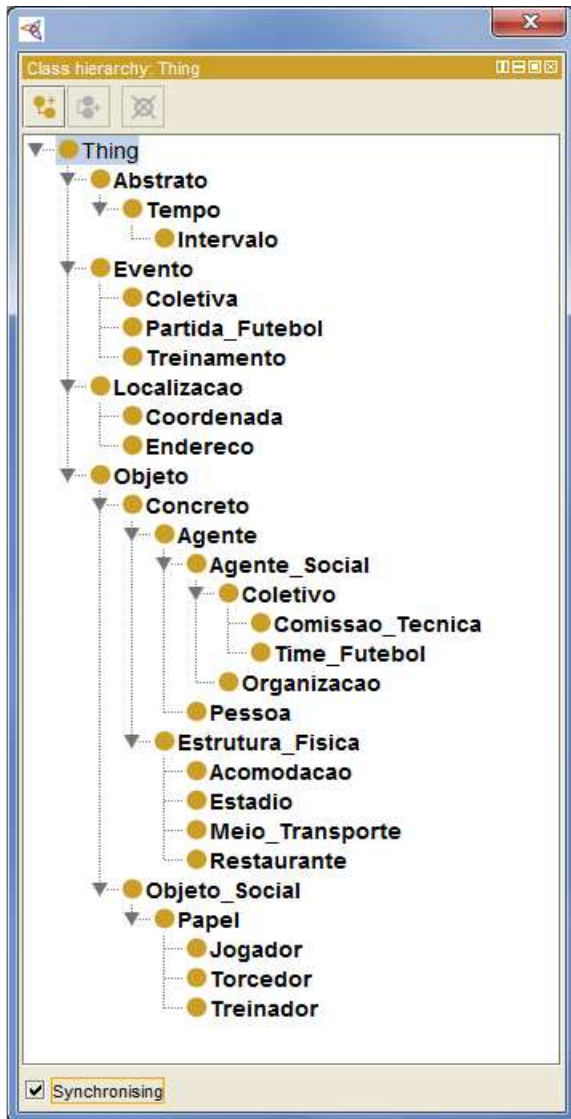 Class hierarchy: Thing
Thing
Abstrato
Tempo
Intervalo
Evento
Coletiva
Partida_Futebol
Treinamento
Localizacao
Coordenada
Endereco
Objeto
Concreto
Agente
Agente_Social
Coletivo
Comissao_Tecnica
Time_Futebol
Organizacao
Pessoa
Estrutura_Fisica
Acomodacao
Estadio
Meio_Transporte
Restaurante
Objeto_Social
Papel
Jogador
Torcedor
Treinador
Synchronising